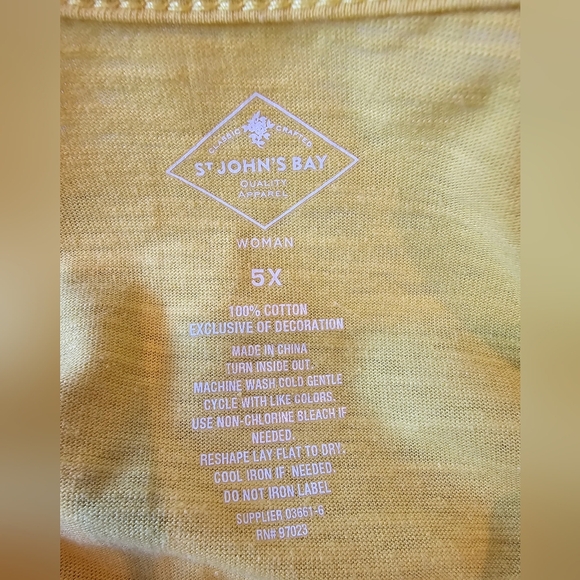 CLASSIC CRAFTED
ST JOHN'S BAY
QUALITY
APPAREL
WOMAN
5X
100% COTTON
EXCLUSIVE OF DECORATION
MADE IN CHINA
TURN INSIDE OUT.
MACHINE WASH COLD GENTLE
CYCLE WITH LIKE COLORS.
USE NON-CHLORINE BLEACH IF
NEEDED.
RESHAPE LAY FLAT TO DRY.
COOL IRON IF NEEDED.
DO NOT IRON LABEL
SUPPLIER 03661-6
RN# 97023